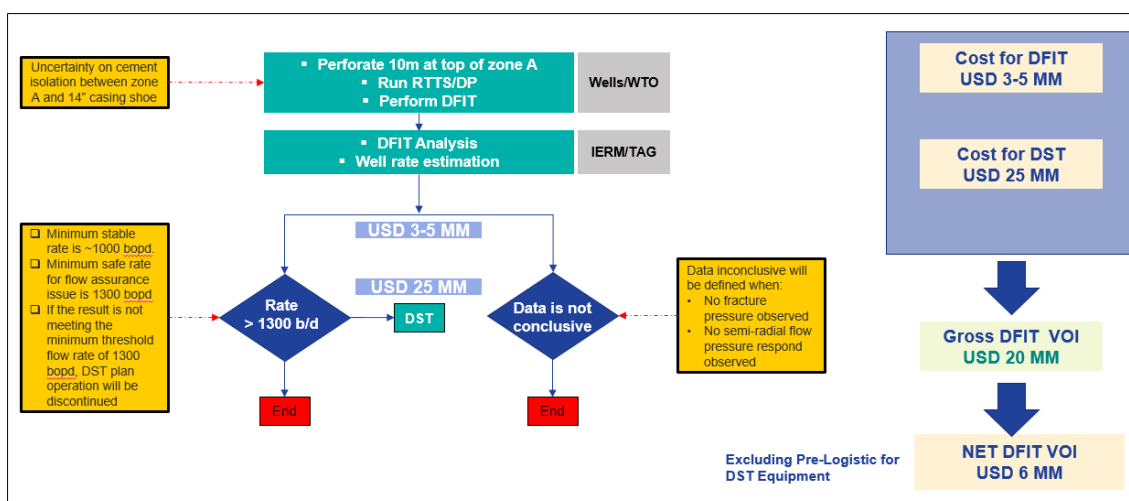 Uncertainty on cement
isolation between zone
A and 14" casing shoe
▪ Perforate 10m at top of zone A
▪ Run RTTS/DP
▪ Perform DFIT
Wells/WTO
▪ DFIT Analysis
▪ Well rate estimation
IERM/TAG
USD 3-5 MM
❑ Minimum stable
rate is ~1000 bopd.
❑ Minimum safe rate
for flow assurance
issue is 1300 bopd
❑ If the result is not
meeting the
minimum threshold
flow rate of 1300
bopd, DST plan
operation will be
discontinued
Rate
> 1300 b/d
USD 25 MM
DST
Data is not
conclusive
Data inconclusive will
be defined when:
• No fracture
pressure observed
• No semi-radial flow
pressure respond
observed
End
End
Cost for DFIT
USD 3-5 MM
Cost for DST
USD 25 MM
Gross DFIT VOI
USD 20 MM
Excluding Pre-Logistic for
DST Equipment
NET DFIT VOI
USD 6 MM